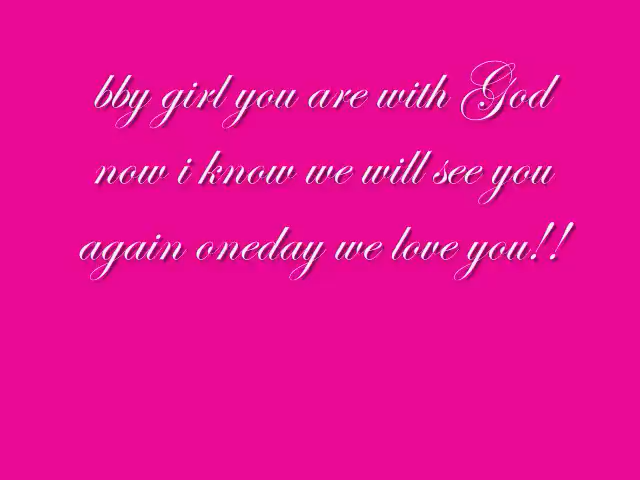 bby girl you are with God
now i know we will see you
again oneday we love you!!